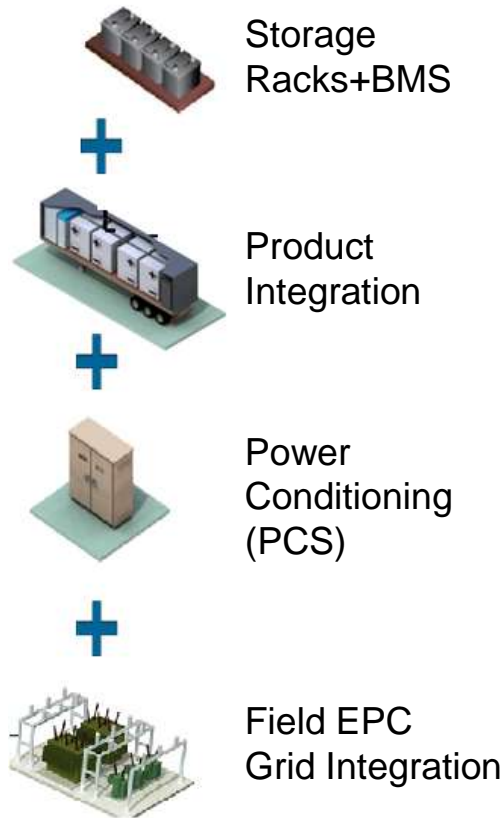 Storage
Racks+BMS
Product
Integration
Power
Conditioning
(PCS)
Field EPC
Grid Integration